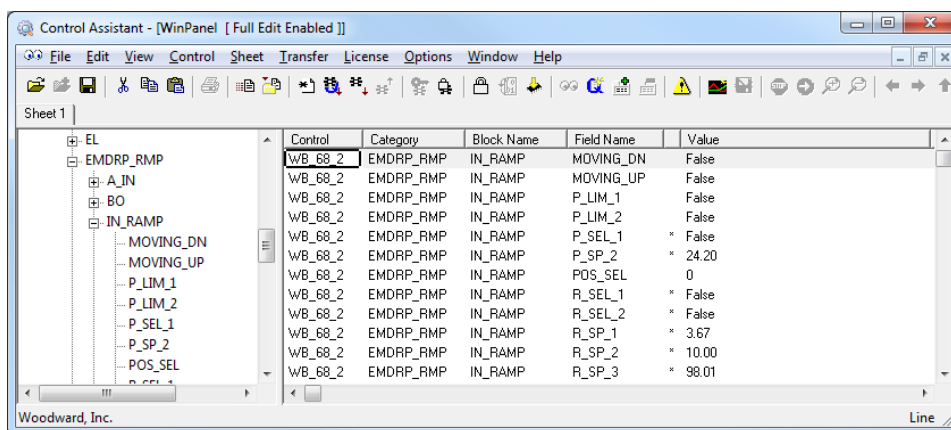 Control Assistant - [WinPanel [ Full Edit Enabled ]]
File Edit View Control Sheet Transfer License Options Window Help
Sheet 1
EL
EMDRP_RMP
A_IN
BO
IN_RAMP
MOVING_DN
MOVING_UP
P_LIM_1
P_LIM_2
P_SEL_1
P_SP_2
POS_SEL
R_SEL_1
Control Category Block Name Field Name Value
WB_68_2 EMDRP_RMP IN_RAMP MOVING_DN False
WB_68_2 EMDRP_RMP IN_RAMP MOVING_UP False
WB_68_2 EMDRP_RMP IN_RAMP P_LIM_1 False
WB_68_2 EMDRP_RMP IN_RAMP P_LIM_2 False
WB_68_2 EMDRP_RMP IN_RAMP P_SEL_1 * False
WB_68_2 EMDRP_RMP IN_RAMP P_SP_2 * 24.20
WB_68_2 EMDRP_RMP IN_RAMP POS_SEL 0
WB_68_2 EMDRP_RMP IN_RAMP R_SEL_1 * False
WB_68_2 EMDRP_RMP IN_RAMP R_SEL_2 * False
WB_68_2 EMDRP_RMP IN_RAMP R_SP_1 * 3.67
WB_68_2 EMDRP_RMP IN_RAMP R_SP_2 * 10.00
WB_68_2 EMDRP_RMP IN_RAMP R_SP_3 * 98.01
Woodward, Inc. Line